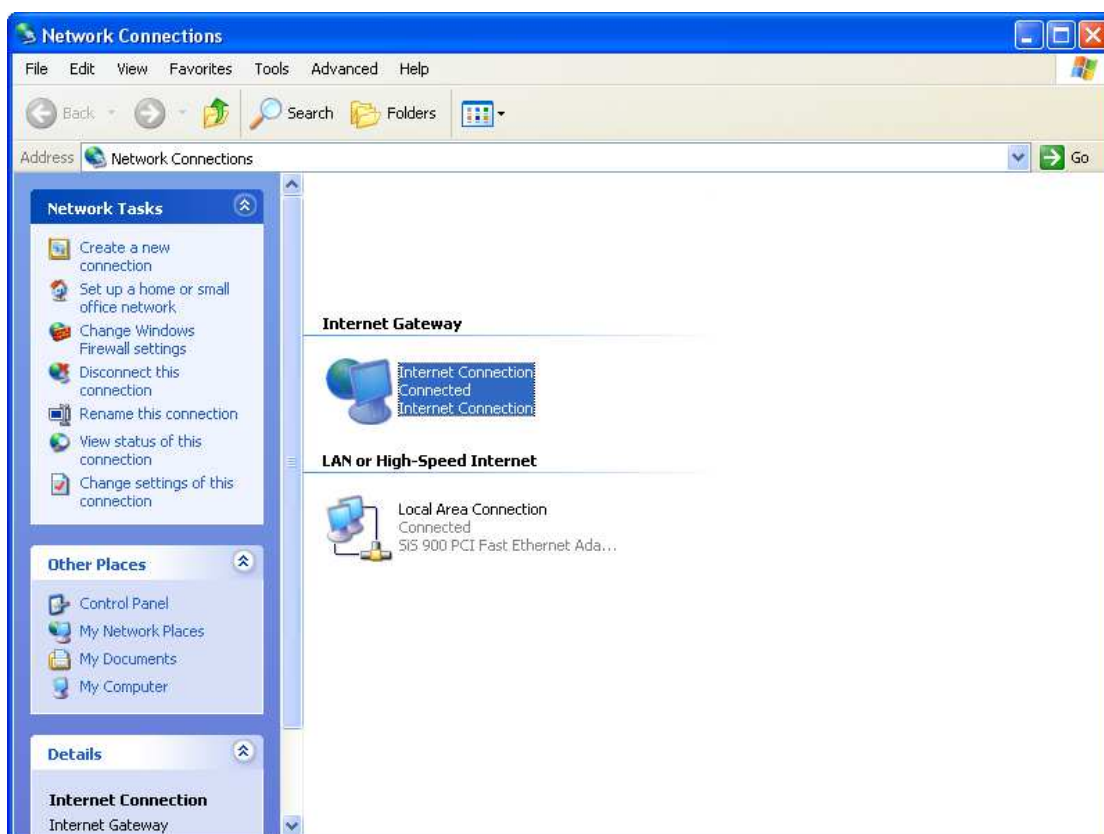 Network Connections
File Edit View Favorites Tools Advanced Help
Back Search Folders
Address Network Connections Go
Network Tasks
Create a new
connection
Set up a home or small
office network
Change Windows
Firewall settings
Disconnect this
connection
Rename this connection
View status of this
connection
Change settings of this
connection
Other Places
Control Panel
My Network Places
My Documents
My Computer
Details
Internet Connection
Internet Gateway
Internet Gateway
Internet Connection
Connected
Internet Connection
LAN or High-Speed Internet
Local Area Connection
Connected
SiS 900 PCI Fast Ethernet Ada...